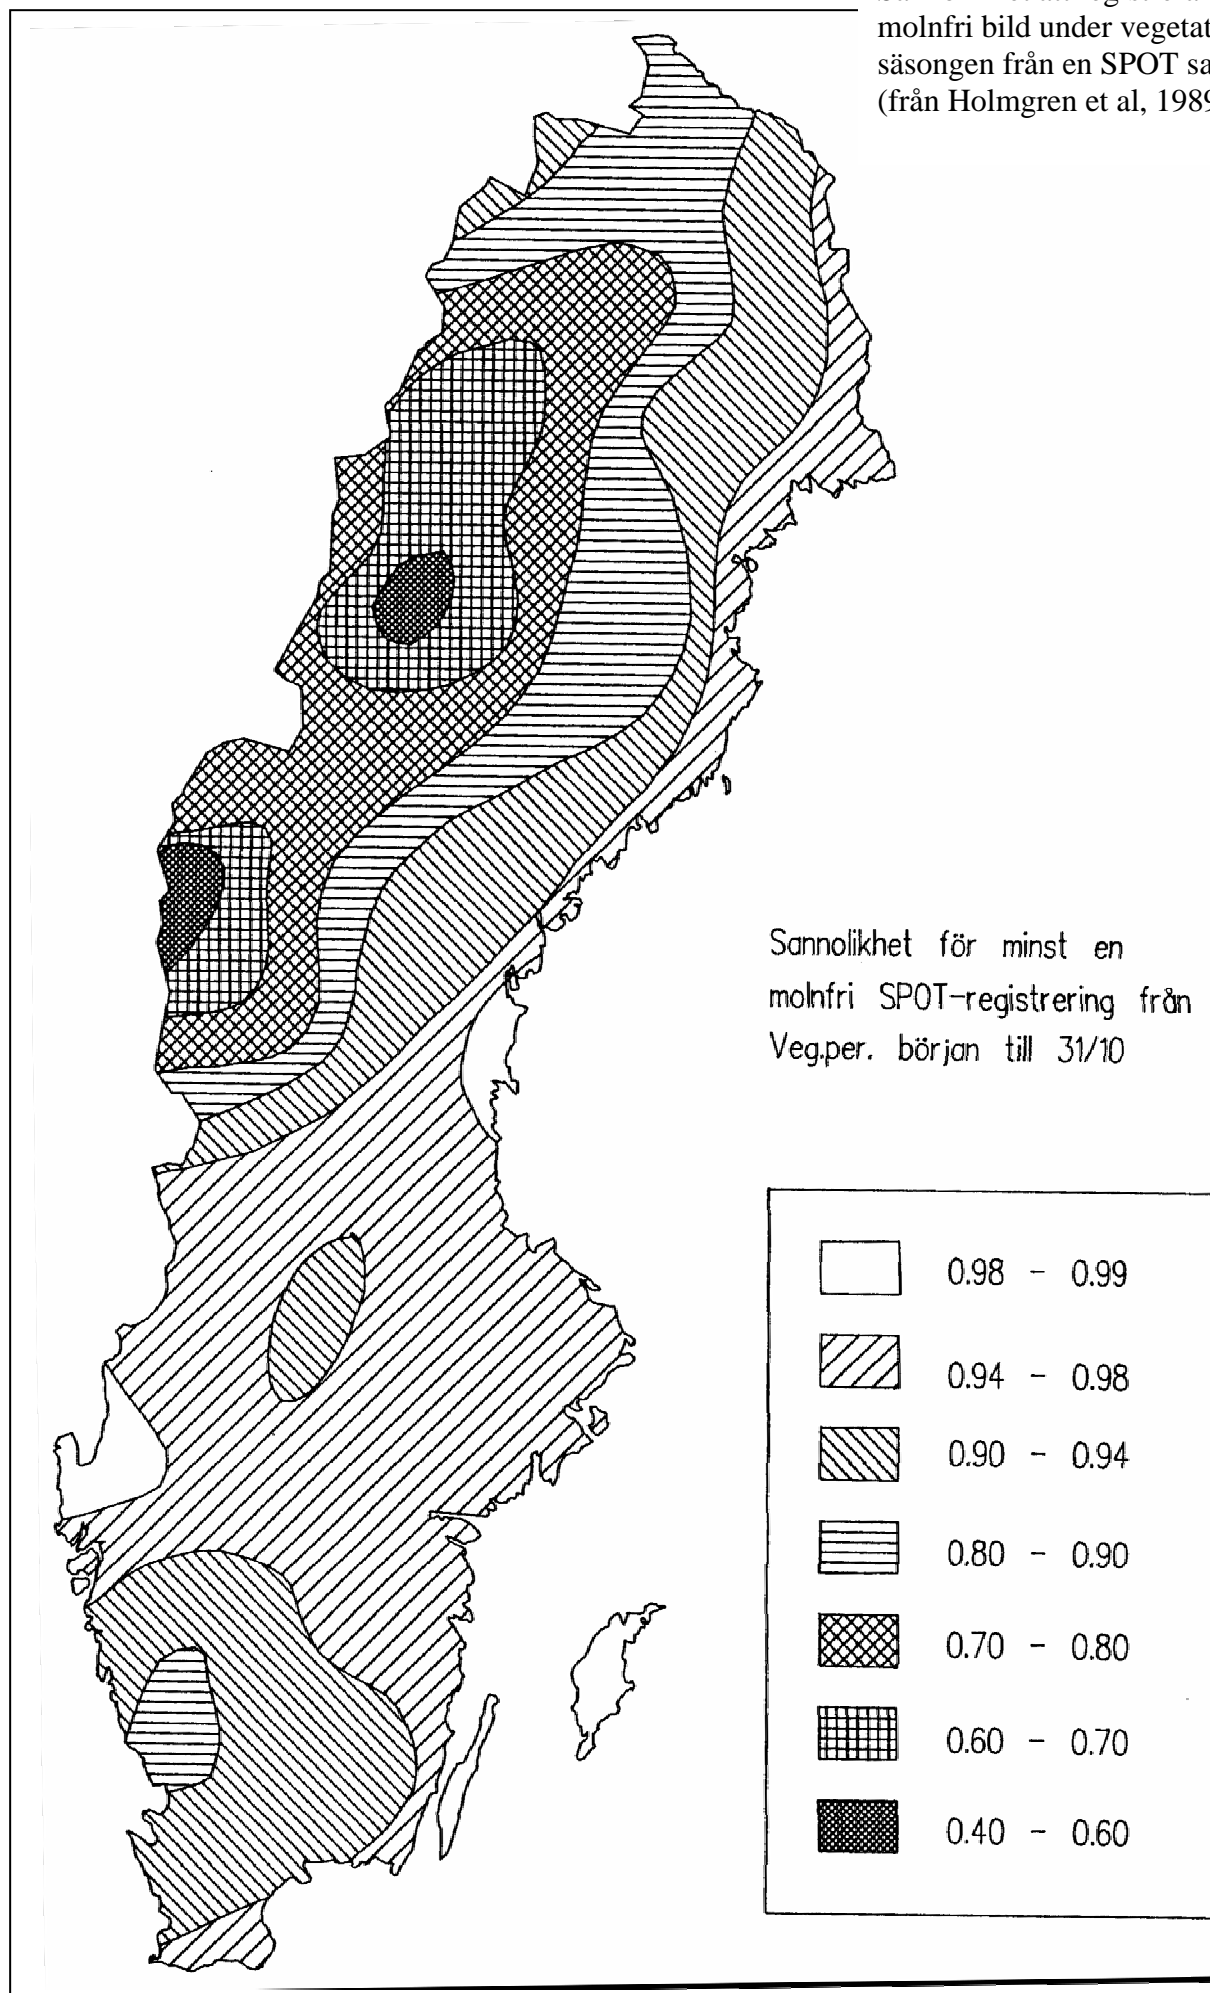 molnfri bild under vegetat
säsongen från en SPOT sa
(från Holmgren et al, 1989
Sannolikhet för minst en
molnfri SPOT-registrering från
Veg.per. början till 31/10
0.98 - 0.99
0.94 - 0.98
0.90 - 0.94
0.80 - 0.90
0.70 - 0.80
0.60 - 0.70
0.40 - 0.60